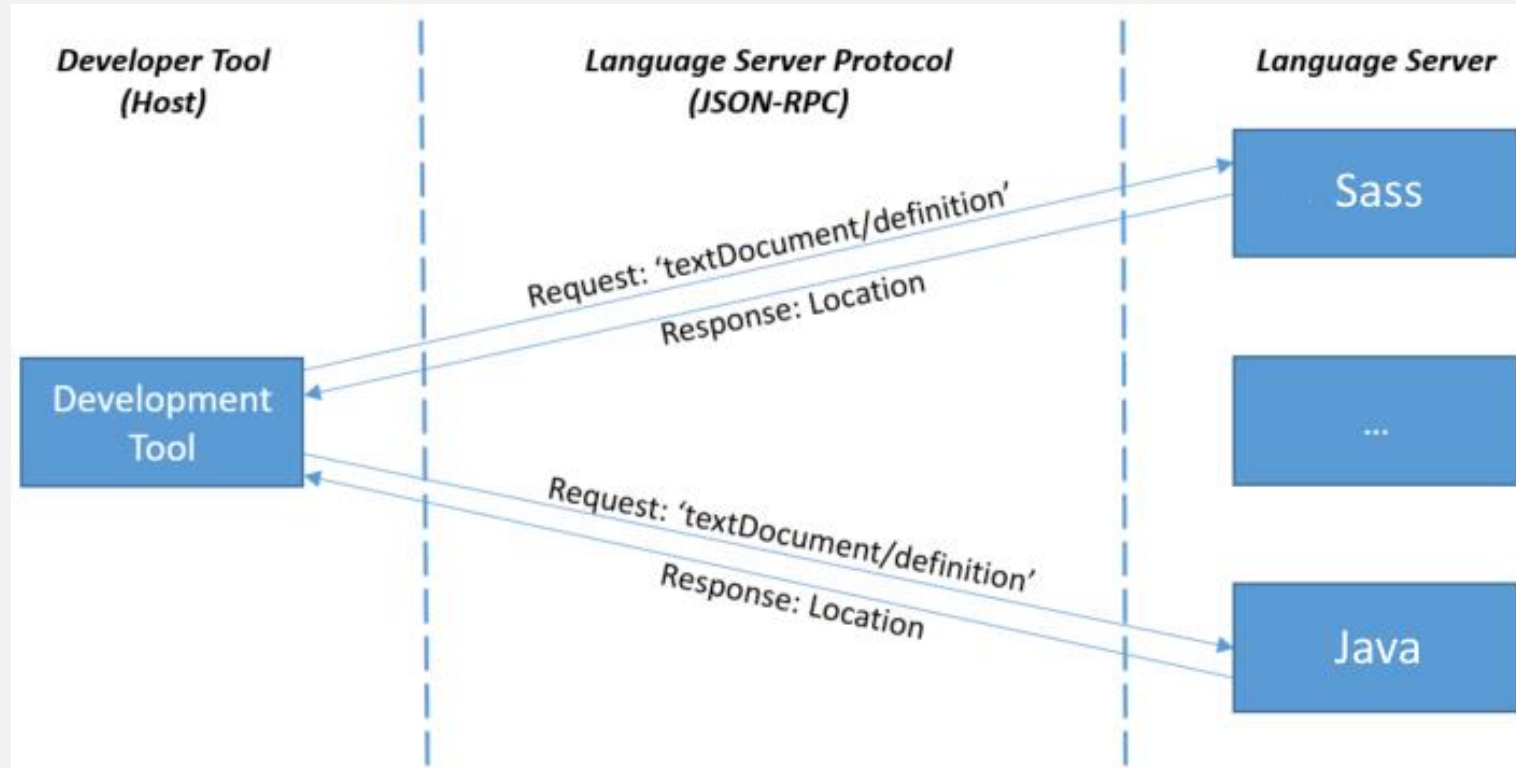 Developer Tool
(Host)
Language Server Protocol
(JSON-RPC)
Language Server
Sass
Request: ‘textDocument/definition’
Response: Location
Development
Tool
...
Request: ‘textDocument/definition’
Response: Location
Java